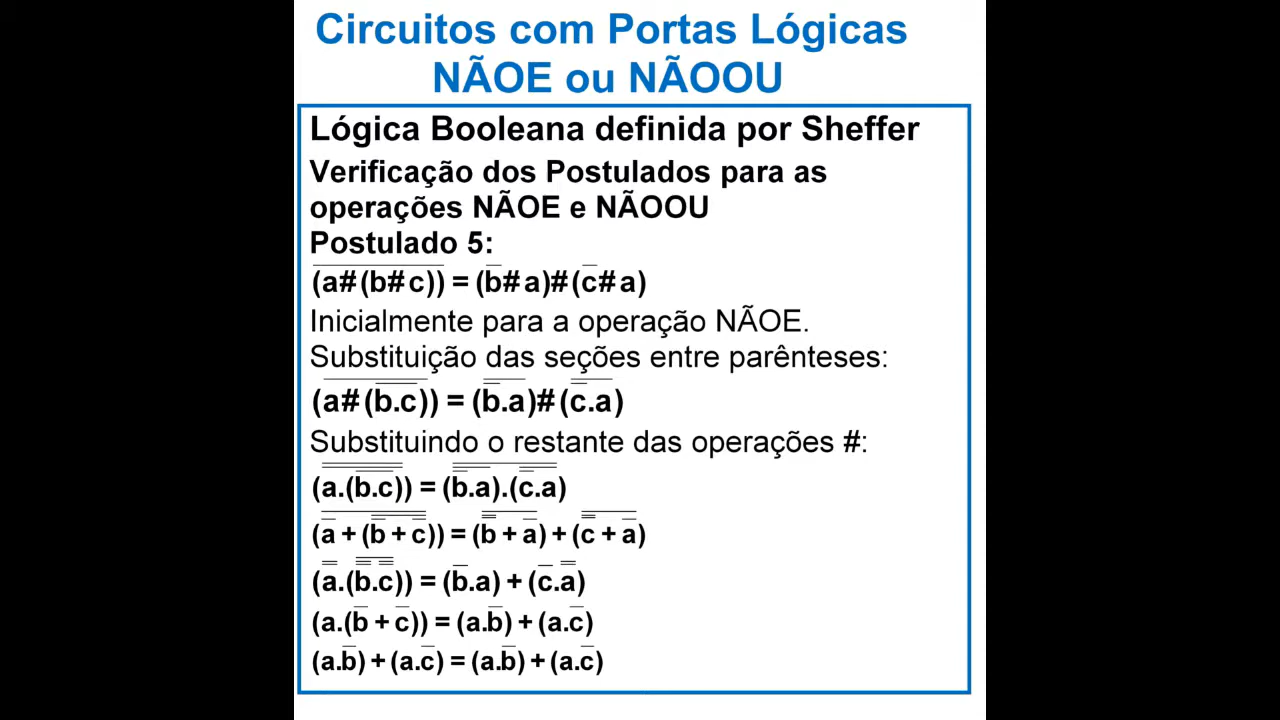 Circuitos com Portas Lógicas
NÃOE ou NÃOOU
Lógica Booleana definida por Sheffer
Verificação dos Postulados para as
operações NÃOE e NÃOOU
Postulado 5:
(a̅#̅(̅b̅#̅c̅)̅)̅ = (b̅#a)#(c̅#a)
Inicialmente para a operação NÃOE.
Substituição das seções entre parênteses:
(a̅#̅(̅b̿.̿c̿)̅) = (b̿.̅a̅)#(c̿.̅a̅)
Substituindo o restante das operações #:
(a̿.̿(̿b̿.̿c̿)̿) = (b̿.a̿)̿.̿(̿c̿.a̿)
(a̿ + (b̿ + c̿)) = (b̿ + a̿) + (c̿ + a̿)
(a̿.(b̿.c̿)) = (b̅.a) + (c̅.a̿)
(a.(b̅ + c̅)) = (a.b̅) + (a.c̅)
(a.b̅) + (a.c̅) = (a.b̅) + (a.c̅)